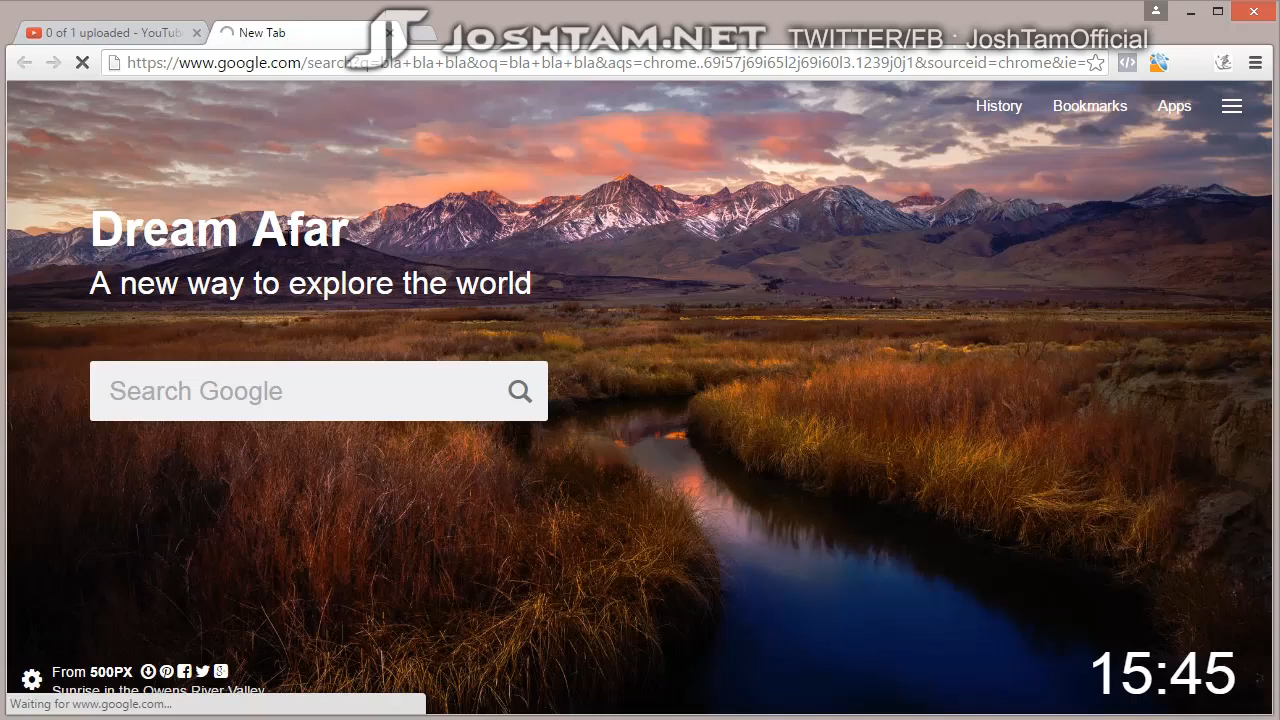 0 of 1 uploaded - YouTub
New Tab
JOSHTAM.NET
TWITTER/FB : JoshTamOfficial
https://www.google.com/search?q=bla+bla+bla&oq=bla+bla+bla&aqs=chrome..69i57j69i65l2j69i60l3.1239j0j1&sourceid=chrome&ie=
History
Bookmarks
Apps
Dream Afar
A new way to explore the world
Search Google
From 500PX
Sunrise in the Owens River Valley
Waiting for www.google.com...
15:45